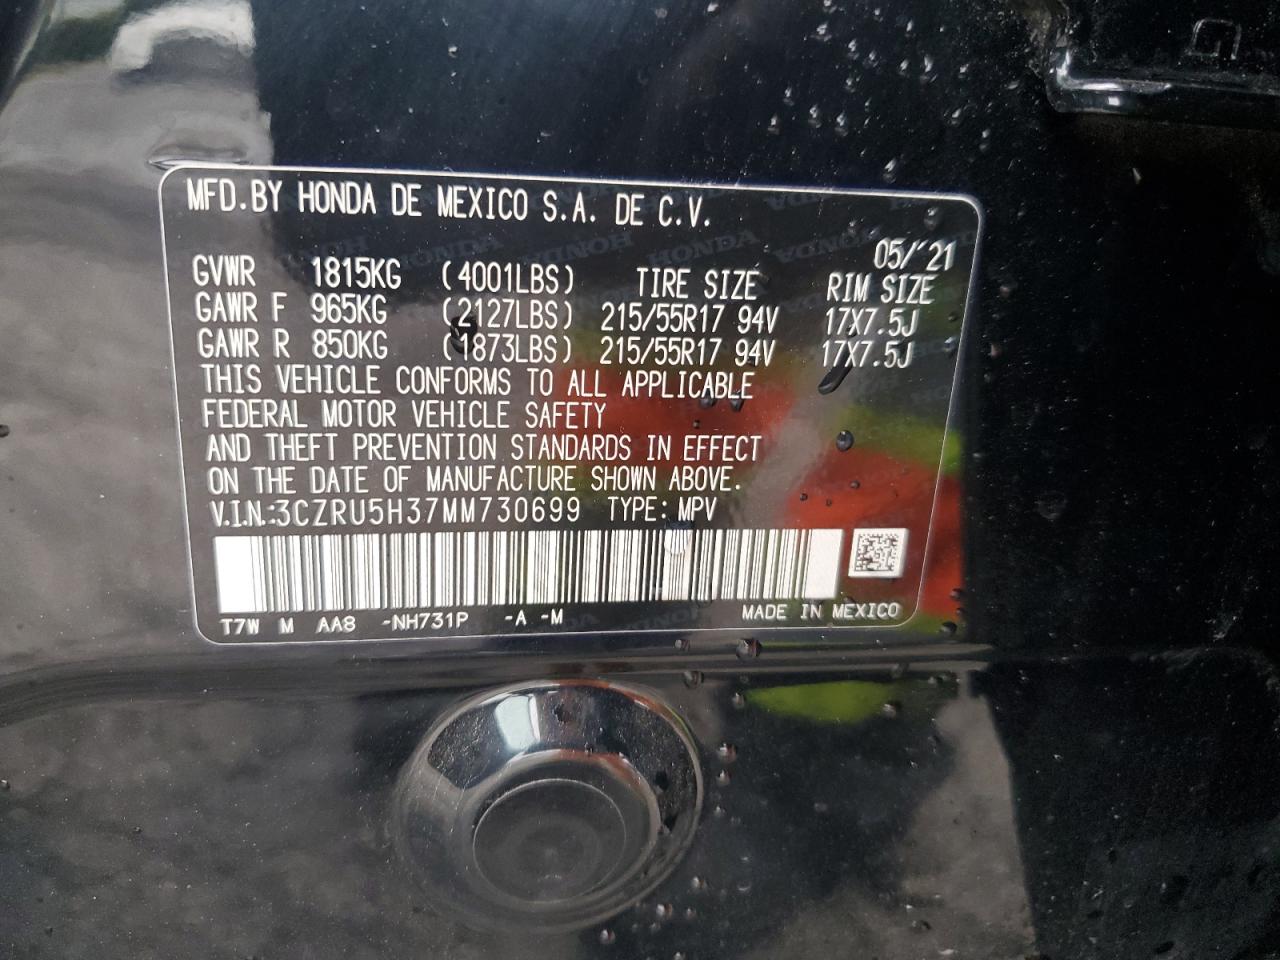 MFD.BY HONDA DE MEXICO S.A. DE C.V.
05/'21
GVWR 1815KG (4001LBS) TIRE SIZE RIM SIZE
GAWR F 965KG (2127LBS) 215/55R17 94V 17X7.5J
GAWR R 850KG (1873LBS) 215/55R17 94V 17X7.5J
THIS VEHICLE CONFORMS TO ALL APPLICABLE
FEDERAL MOTOR VEHICLE SAFETY
AND THEFT PREVENTION STANDARDS IN EFFECT
ON THE DATE OF MANUFACTURE SHOWN ABOVE.
V.I.N.:3CZRU5H37MM730699 TYPE: MPV
T7W M AA8 -NH731P -A -M MADE IN MEXICO